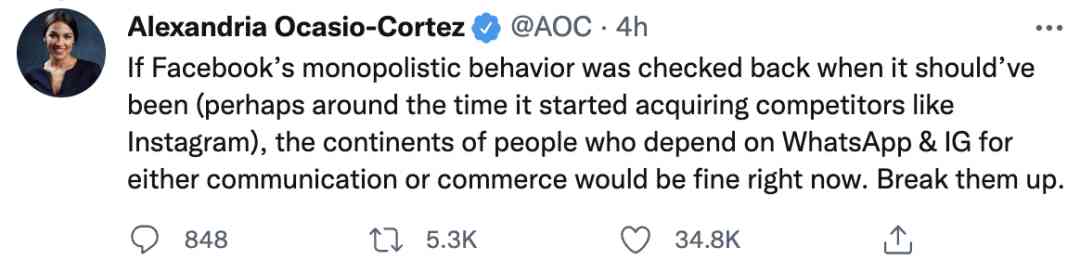 Alexandria Ocasio-Cortez @AOC · 4h
If Facebook’s monopolistic behavior was checked back when it should’ve
been (perhaps around the time it started acquiring competitors like
Instagram), the continents of people who depend on WhatsApp & IG for
either communication or commerce would be fine right now. Break them up.
848 5.3K 34.8K